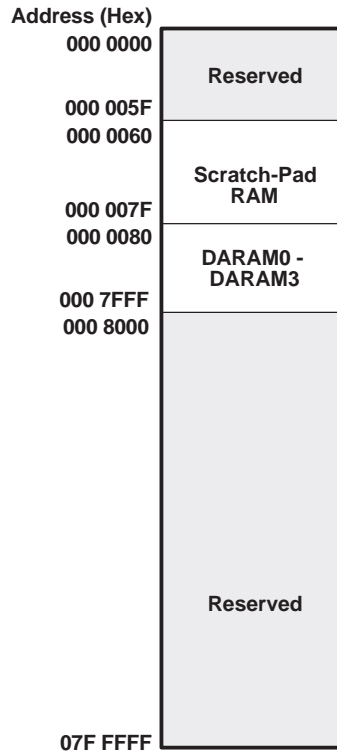 Address (Hex)
000 0000
Reserved
000 005F
000 0060
Scratch-Pad
RAM
000 007F
000 0080
DARAM0 -
DARAM3
000 7FFF
000 8000
Reserved
07F FFFF